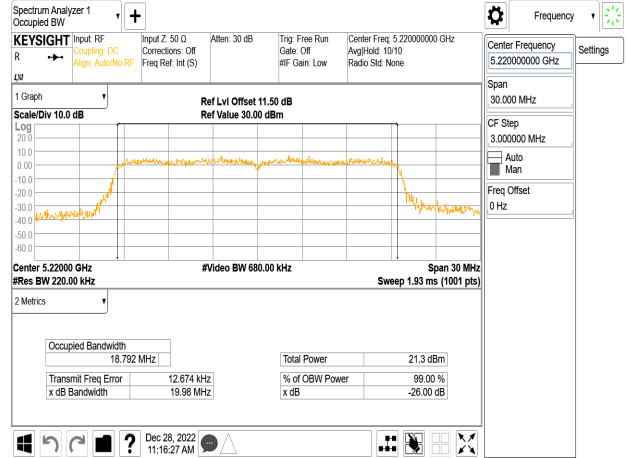 Spectrum Analyzer 1
Occupied BW
Frequency
KEYSIGHT
R
Input: RF
Coupling: DC
Align: Auto/No RF
Input Z: 50 Ω
Corrections: Off
Freq Ref: Int (S)
Atten: 30 dB
Trig: Free Run
Gate: Off
#IF Gain: Low
Center Freq: 5.220000000 GHz
Avg|Hold: 10/10
Radio Std: None
Center Frequency
5.220000000 GHz
Settings
Span
30.000 MHz
CF Step
3.000000 MHz
Auto
Man
Freq Offset
0 Hz
1 Graph
Scale/Div 10.0 dB
Ref Lvl Offset 11.50 dB
Ref Value 30.00 dBm
Log
20.0
10.0
0.00
-10.0
-20.0
-30.0
-40.0
-50.0
-60.0
Center 5.22000 GHz
#Video BW 680.00 kHz
Span 30 MHz
#Res BW 220.00 kHz
Sweep 1.93 ms (1001 pts)
2 Metrics
Occupied Bandwidth
18.792 MHz
Total Power 21.3 dBm
Transmit Freq Error 12.674 kHz
% of OBW Power 99.00 %
x dB Bandwidth 19.98 MHz
x dB -26.00 dB
?
Dec 28, 2022
11:16:27 AM